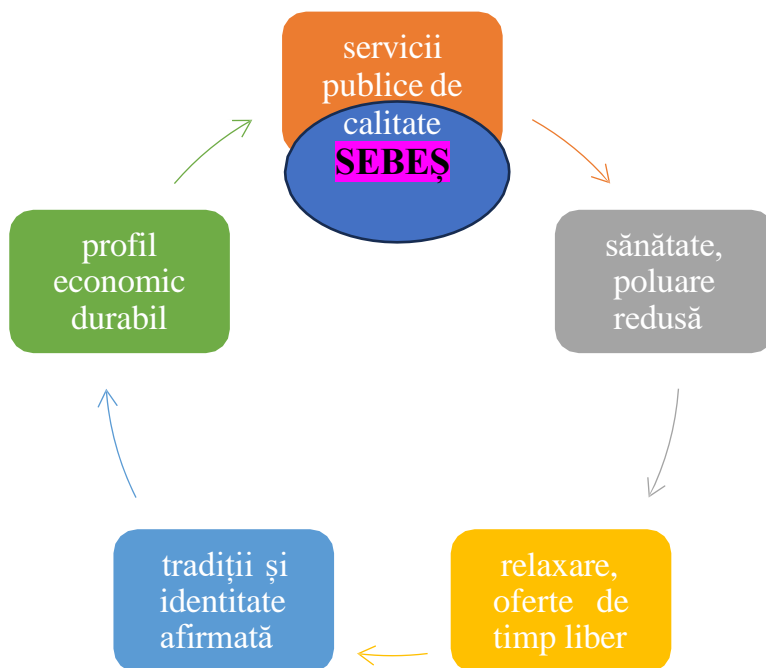 servicii
publice de
calitate
SEBEȘ
sănătate,
poluare
redusă
relaxare,
oferte de
timp liber
tradiții și
identitate
afirmată
profil
economic
durabil